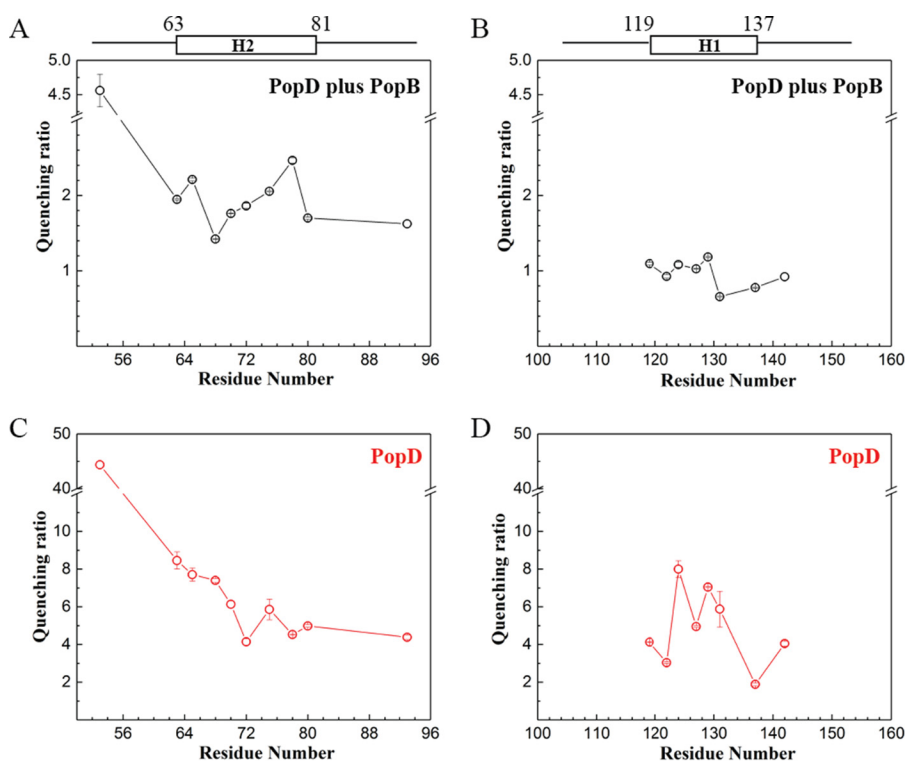 A
63
81
H2
5.0
PopD plus PopB
4.5
2
1
Quenching ratio
56 64 72 80 88 96
Residue Number
B
119
137
H1
5.0
PopD plus PopB
4.5
2
1
Quenching ratio
100 110 120 130 140 150 160
Residue Number
C
50
PopD
40
10
8
6
4
2
Quenching ratio
56 64 72 80 88 96
Residue Number
D
50
PopD
40
10
8
6
4
2
Quenching ratio
100 110 120 130 140 150 160
Residue Number